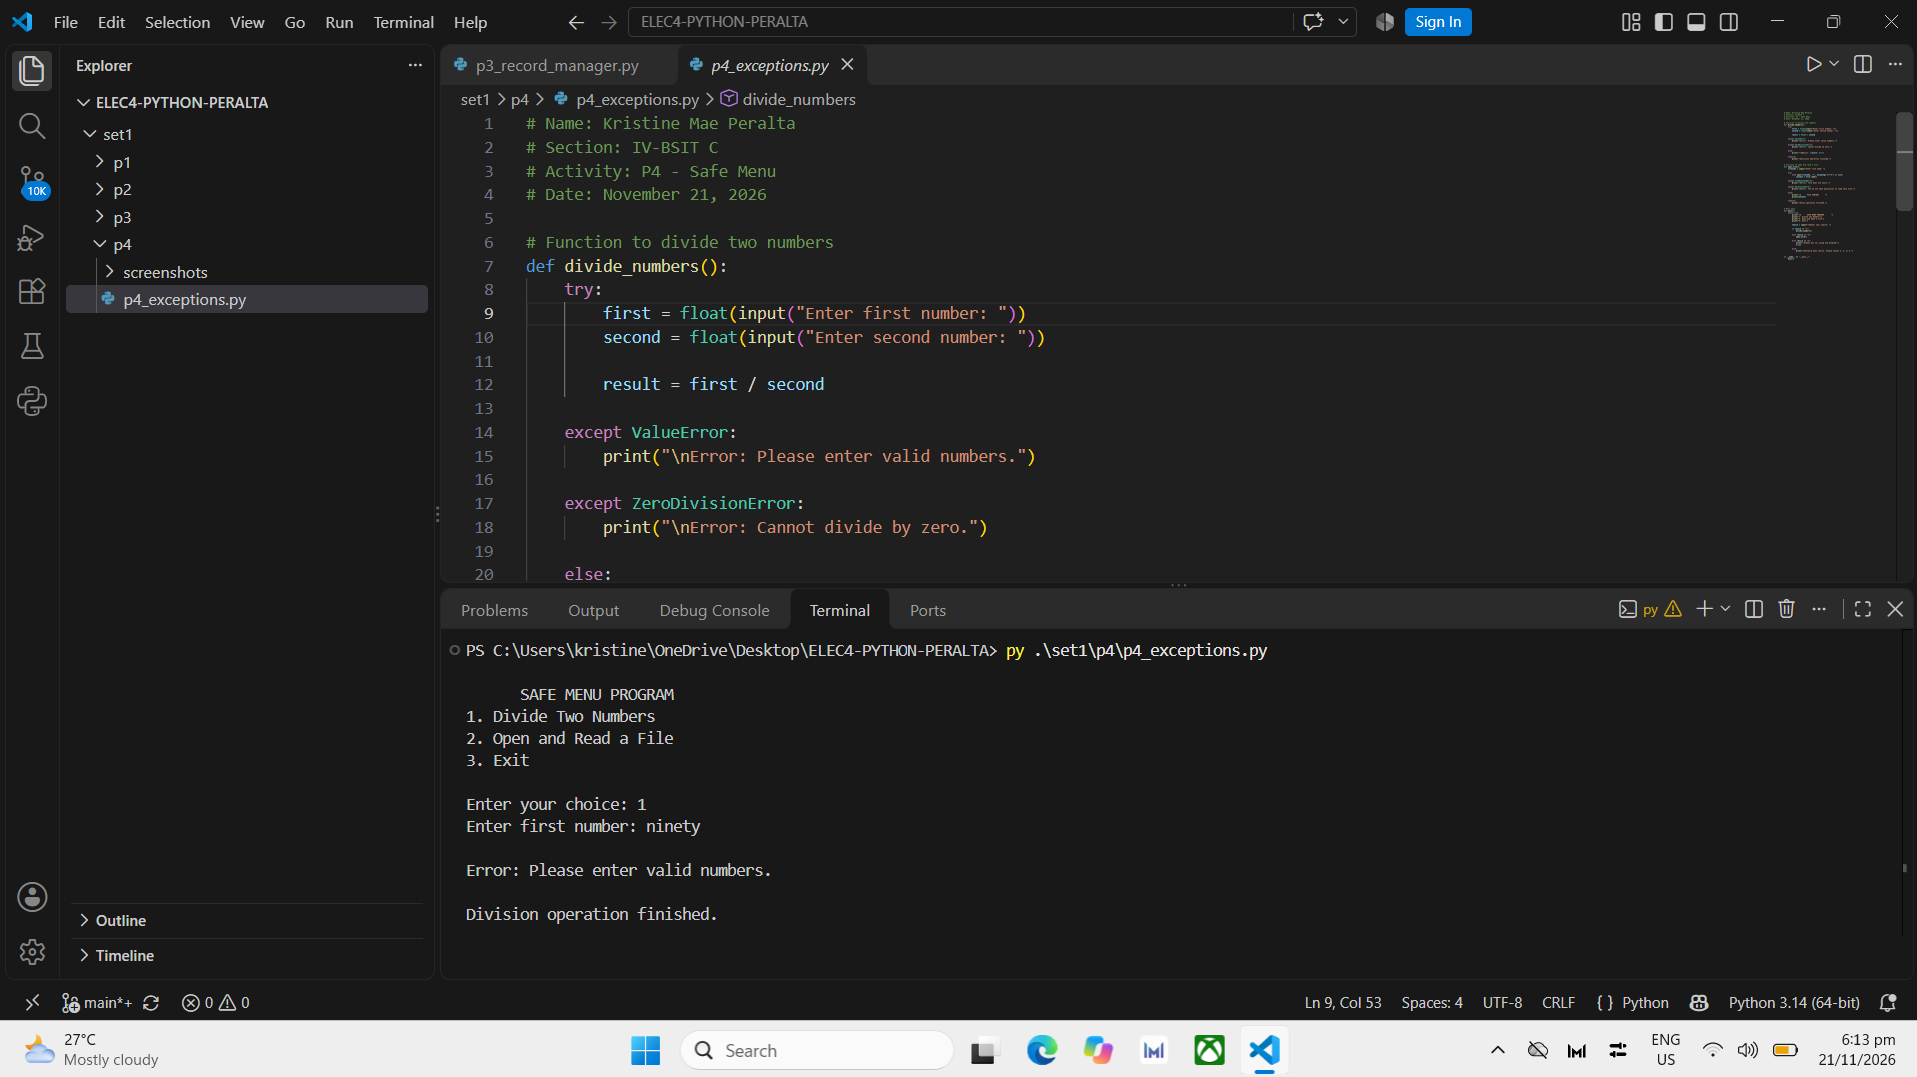 File Edit Selection View Go Run Terminal Help
ELEC4-PYTHON-PERALTA
Sign In
Explorer
ELEC4-PYTHON-PERALTA
set1
p1
p2
p3
p4
screenshots
p4_exceptions.py
10K
Outline
Timeline
p3_record_manager.py
p4_exceptions.py
set1 > p4 > p4_exceptions.py > divide_numbers
1 # Name: Kristine Mae Peralta
2 # Section: IV-BSIT C
3 # Activity: P4 - Safe Menu
4 # Date: November 21, 2026
5
6 # Function to divide two numbers
7 def divide_numbers():
8 try:
9 first = float(input("Enter first number: "))
10 second = float(input("Enter second number: "))
11
12 result = first / second
13
14 except ValueError:
15 print("\nError: Please enter valid numbers.")
16
17 except ZeroDivisionError:
18 print("\nError: Cannot divide by zero.")
19
20 else:
Problems Output Debug Console Terminal Ports
py
PS C:\Users\kristine\OneDrive\Desktop\ELEC4-PYTHON-PERALTA> py .\set1\p4\p4_exceptions.py
SAFE MENU PROGRAM
1. Divide Two Numbers
2. Open and Read a File
3. Exit
Enter your choice: 1
Enter first number: ninety
Error: Please enter valid numbers.
Division operation finished.
main*+ 0 0
Ln 9, Col 53 Spaces: 4 UTF-8 CRLF { } Python Python 3.14 (64-bit)
27°C
Mostly cloudy
Search
ENG
US
6:13 pm
21/11/2026